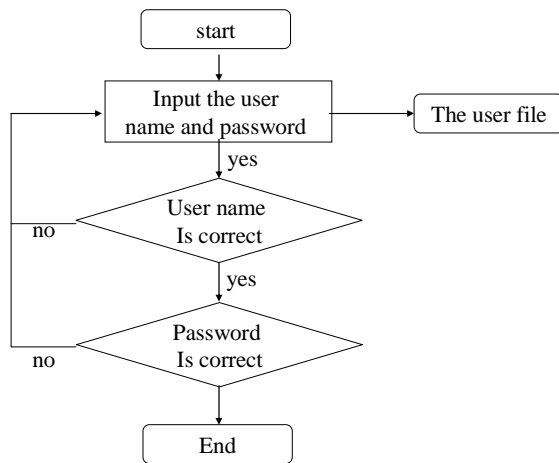 start
Input the user
name and password
The user file
yes
User name
Is correct
no
yes
Password
Is correct
no
End